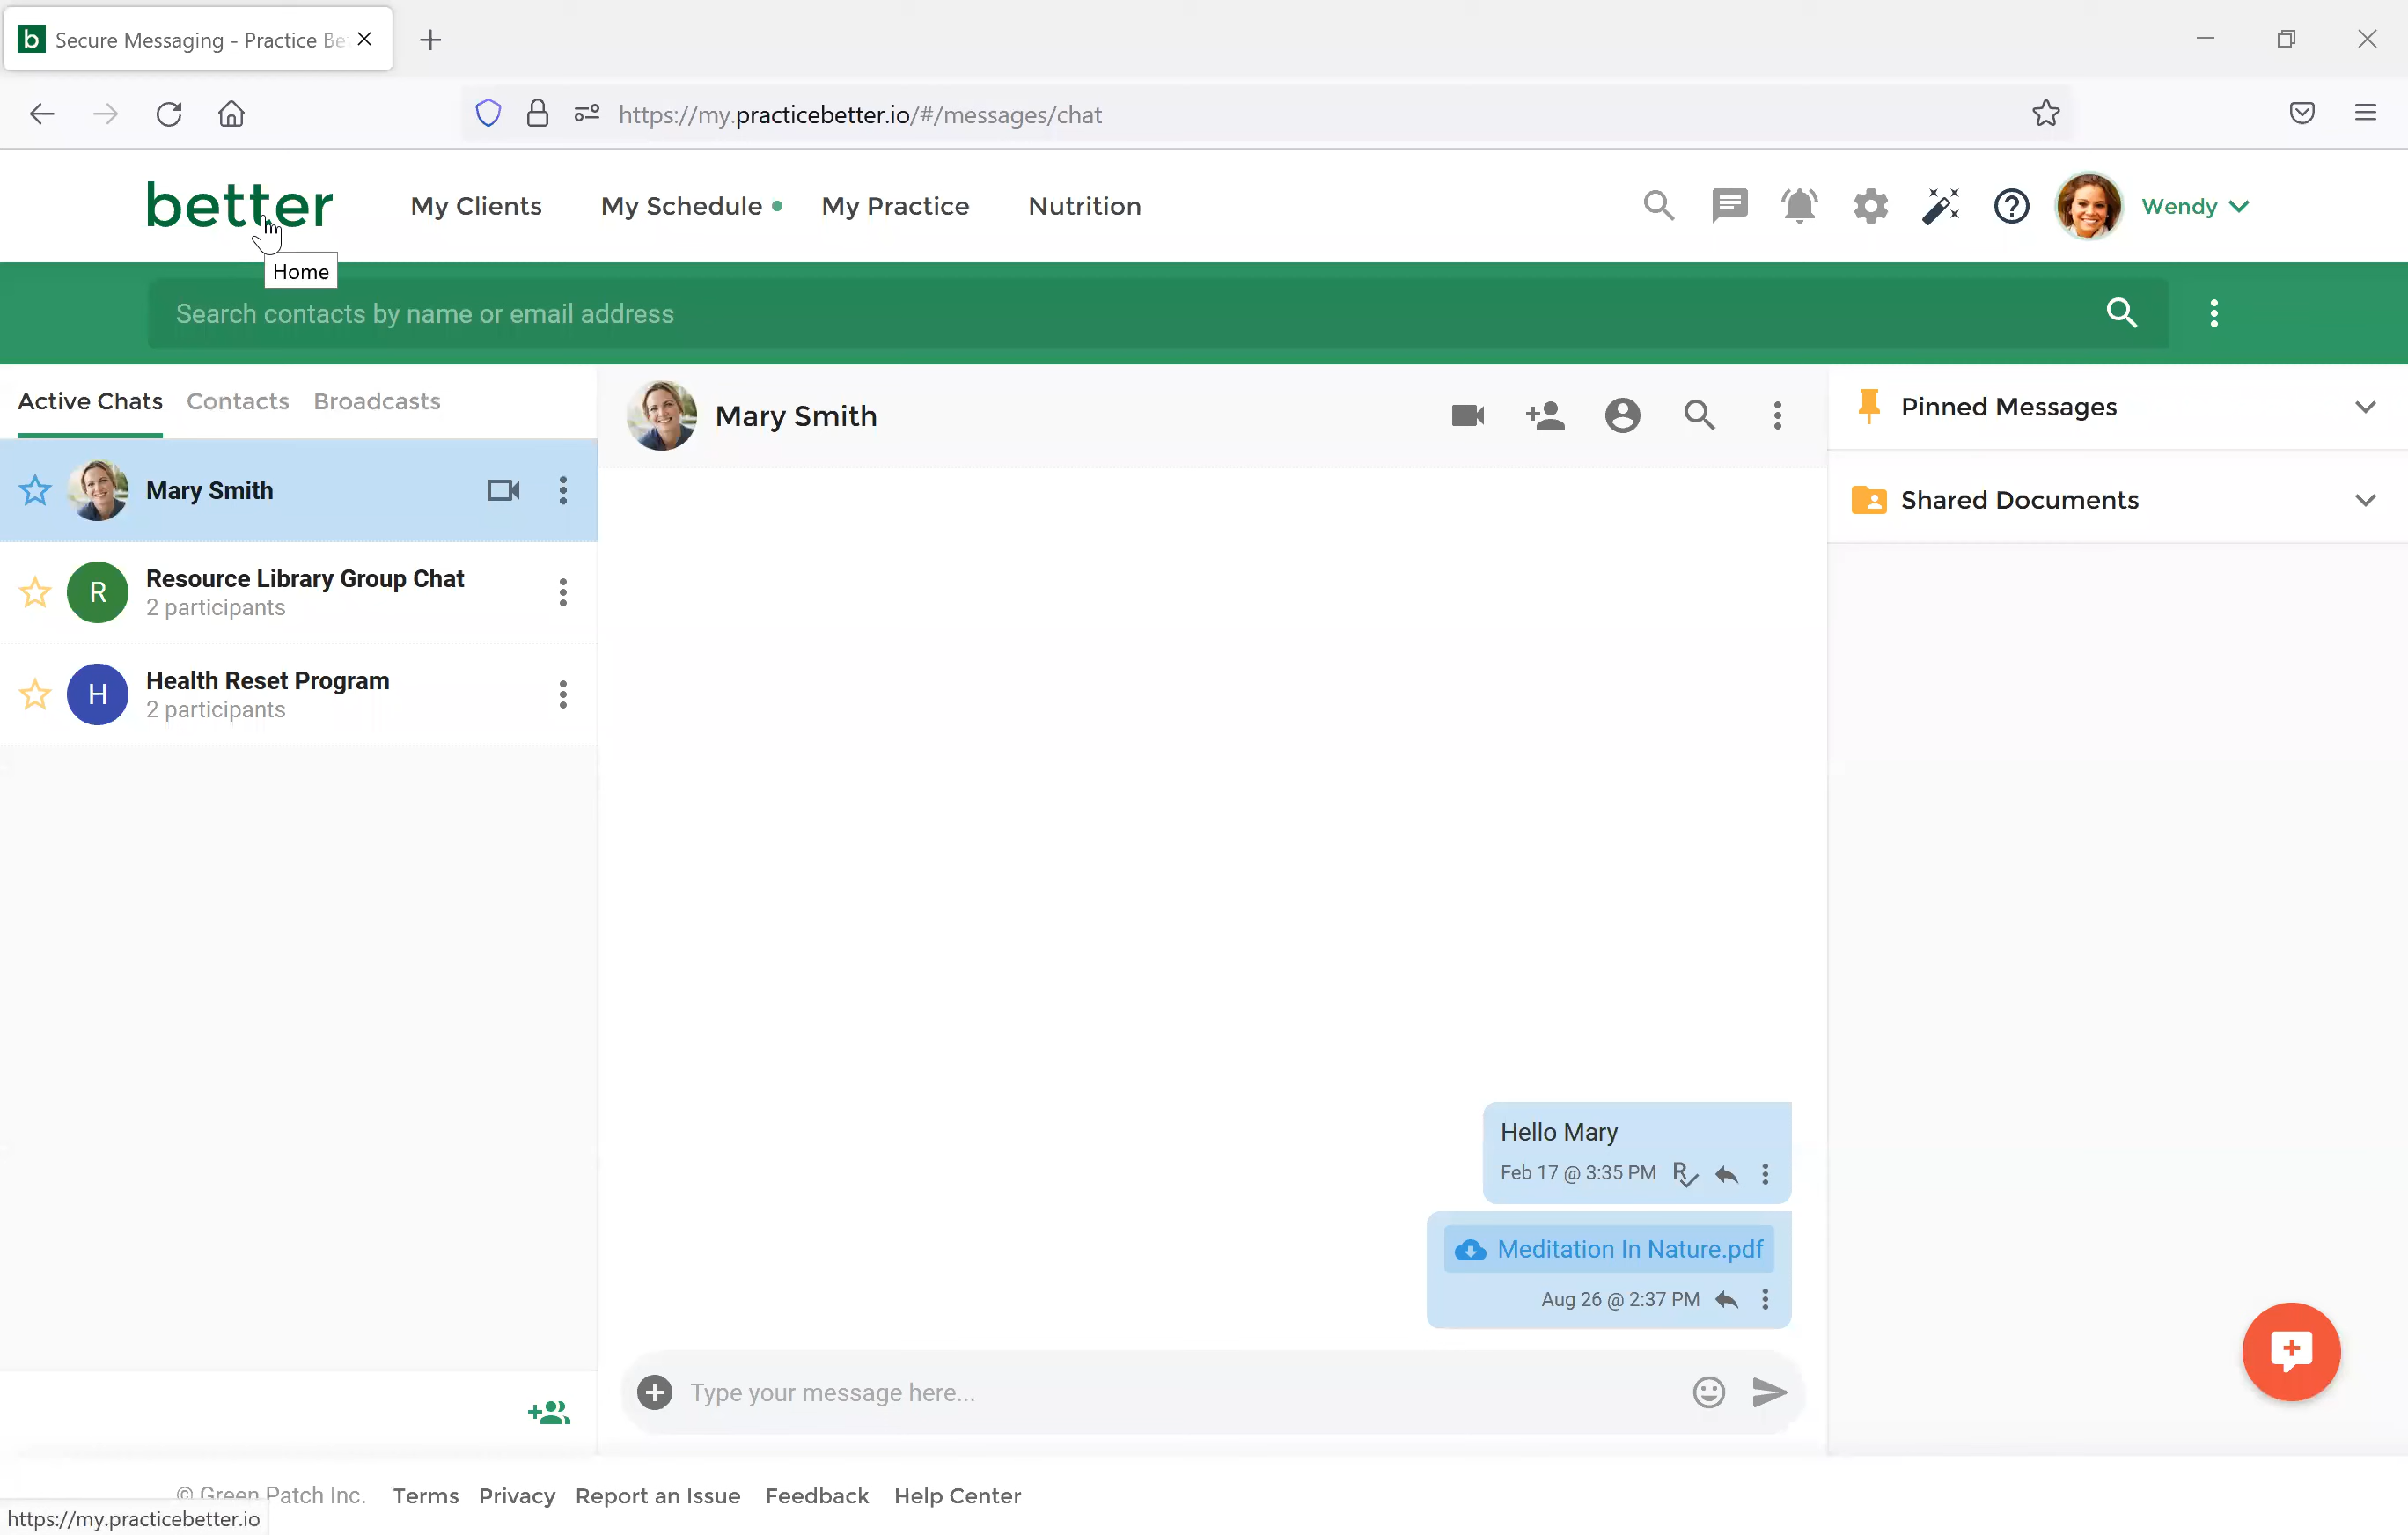 Secure Messaging - Practice Be
https://my.practicebetter.io/#/messages/chat
better
My Clients
My Schedule
My Practice
Nutrition
Wendy
Home
Search contacts by name or email address
Active Chats
Contacts
Broadcasts
Mary Smith
Resource Library Group Chat
2 participants
Health Reset Program
2 participants
Mary Smith
Hello Mary
Feb 17 @ 3:35 PM
Meditation In Nature.pdf
Aug 26 @ 2:37 PM
Type your message here...
Pinned Messages
Shared Documents
© Green Patch Inc.
Terms
Privacy
Report an Issue
Feedback
Help Center
https://my.practicebetter.io